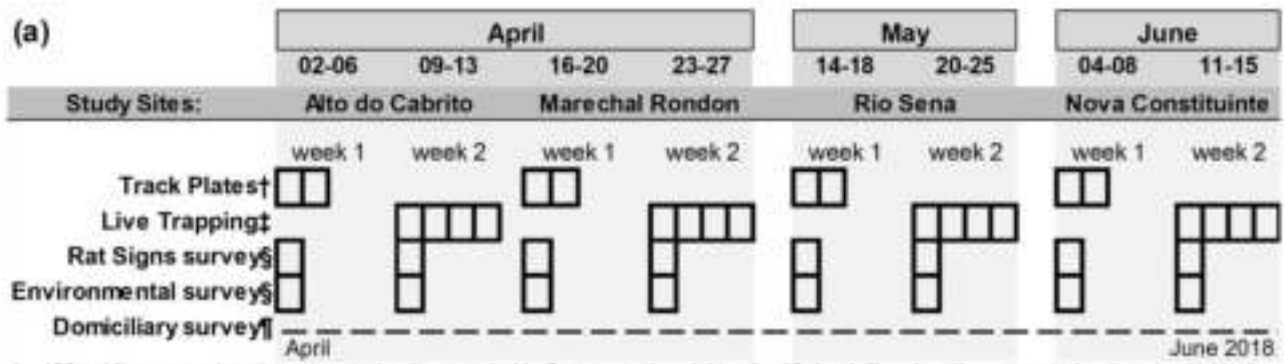 (a)
April May June
02-06 09-13 16-20 23-27 14-18 20-25 04-08 11-15
Study Sites: Alto do Cabrito Marechal Rondon Rio Sena Nova Constituinte
week 1 week 2 week 1 week 2 week 1 week 2 week 1 week 2
Track Plates†
Live Trapping‡
Rat Signs survey§
Environmental survey§
Domiciliary survey¶
April June 2018